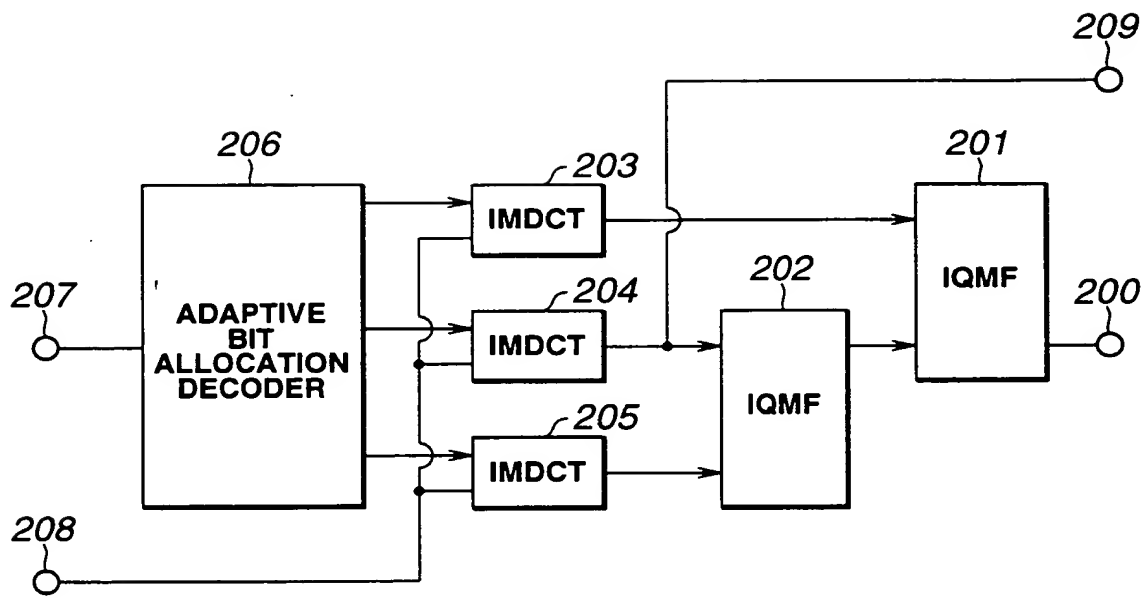 209
206
203
201
IMDCT
207
204
202
IQMF
200
ADAPTIVE
BIT
ALLOCATION
DECODER
IMDCT
205
IQMF
IMDCT
208